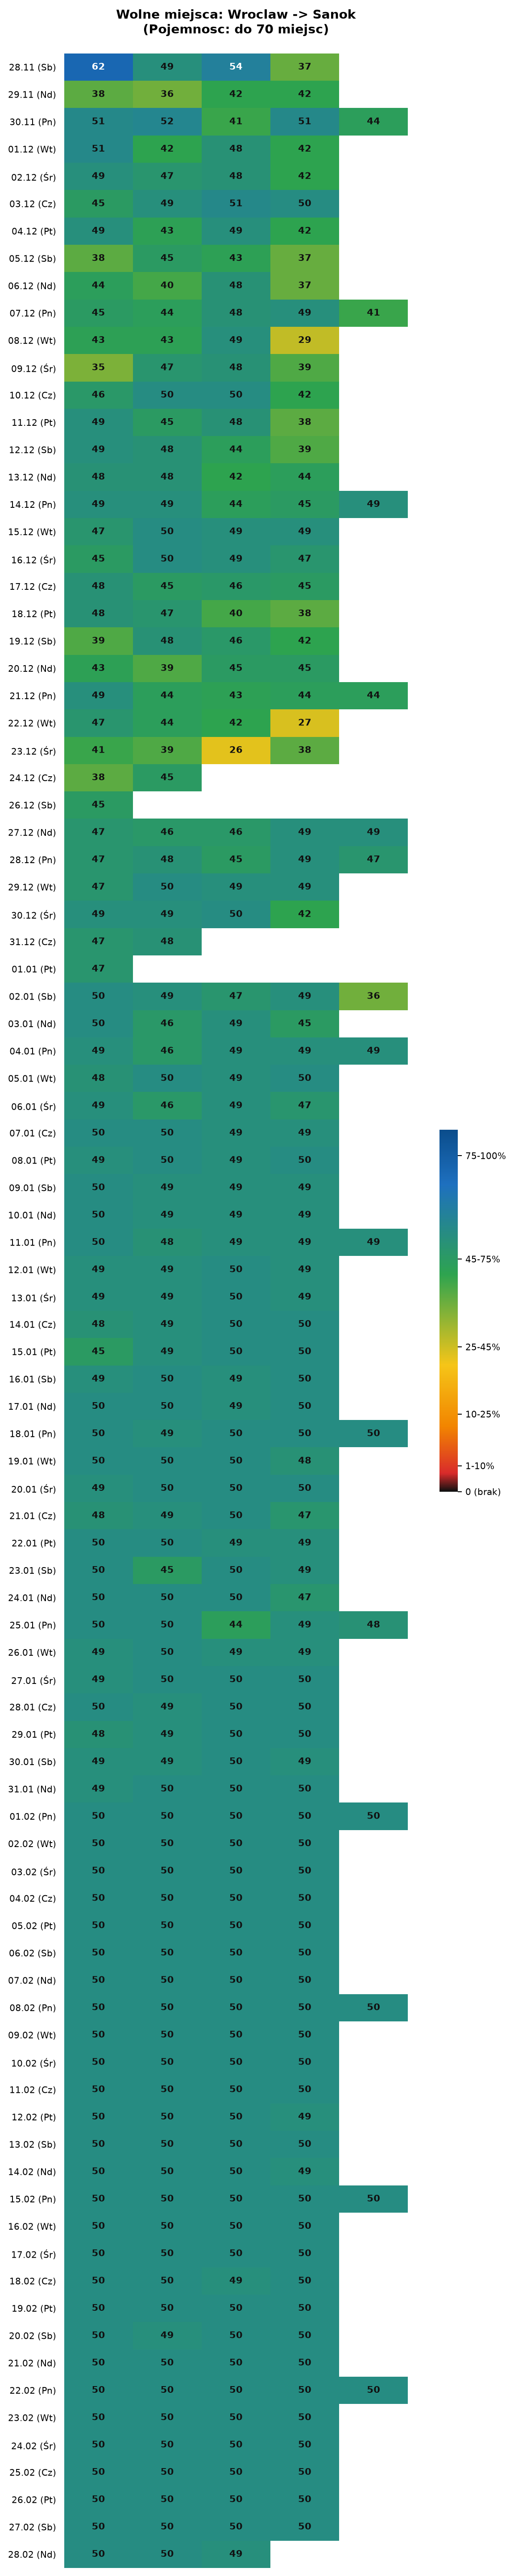 Wolne miejsca: Wroclaw -> Sanok
(Pojemnosc: do 70 miejsc)
28.11 (Sb) 62 49 54 37
29.11 (Nd) 38 36 42 42
30.11 (Pn) 51 52 41 51 44
01.12 (Wt) 51 42 48 42
02.12 (Śr) 49 47 48 42
03.12 (Cz) 45 49 51 50
04.12 (Pt) 49 43 49 42
05.12 (Sb) 38 45 43 37
06.12 (Nd) 44 40 48 37
07.12 (Pn) 45 44 48 49 41
08.12 (Wt) 43 43 49 29
09.12 (Śr) 35 47 48 39
10.12 (Cz) 46 50 50 42
11.12 (Pt) 49 45 48 38
12.12 (Sb) 49 48 44 39
13.12 (Nd) 48 48 42 44
14.12 (Pn) 49 49 44 45 49
15.12 (Wt) 47 50 49 49
16.12 (Śr) 45 50 49 47
17.12 (Cz) 48 45 46 45
18.12 (Pt) 48 47 40 38
19.12 (Sb) 39 48 46 42
20.12 (Nd) 43 39 45 45
21.12 (Pn) 49 44 43 44 44
22.12 (Wt) 47 44 42 27
23.12 (Śr) 41 39 26 38
24.12 (Cz) 38 45
26.12 (Sb) 45
27.12 (Nd) 47 46 46 49 49
28.12 (Pn) 47 48 45 49 47
29.12 (Wt) 47 50 49 49
30.12 (Śr) 49 49 50 42
31.12 (Cz) 47 48
01.01 (Pt) 47
02.01 (Sb) 50 49 47 49 36
03.01 (Nd) 50 46 49 45
04.01 (Pn) 49 46 49 49 49
05.01 (Wt) 48 50 49 50
06.01 (Śr) 49 46 49 47
07.01 (Cz) 50 50 49 49
08.01 (Pt) 49 50 49 50
09.01 (Sb) 50 49 49 49
10.01 (Nd) 50 49 49 49
11.01 (Pn) 50 48 49 49 49
12.01 (Wt) 49 49 50 49
13.01 (Śr) 49 49 50 49
14.01 (Cz) 48 49 50 50
15.01 (Pt) 45 49 50 50
16.01 (Sb) 49 50 49 50
17.01 (Nd) 50 50 49 50
18.01 (Pn) 50 49 50 50 50
19.01 (Wt) 50 50 50 48
20.01 (Śr) 49 50 50 50
21.01 (Cz) 48 49 50 47
22.01 (Pt) 50 50 49 49
23.01 (Sb) 50 45 50 49
24.01 (Nd) 50 50 50 47
25.01 (Pn) 50 50 44 49 48
26.01 (Wt) 49 50 49 49
27.01 (Śr) 49 50 50 50
28.01 (Cz) 50 49 50 50
29.01 (Pt) 48 49 50 50
30.01 (Sb) 49 49 50 49
31.01 (Nd) 49 50 50 50
01.02 (Pn) 50 50 50 50 50
02.02 (Wt) 50 50 50 50
03.02 (Śr) 50 50 50 50
04.02 (Cz) 50 50 50 50
05.02 (Pt) 50 50 50 50
06.02 (Sb) 50 50 50 50
07.02 (Nd) 50 50 50 50
08.02 (Pn) 50 50 50 50 50
09.02 (Wt) 50 50 50 50
10.02 (Śr) 50 50 50 50
11.02 (Cz) 50 50 50 50
12.02 (Pt) 50 50 50 49
13.02 (Sb) 50 50 50 50
14.02 (Nd) 50 50 50 49
15.02 (Pn) 50 50 50 50 50
16.02 (Wt) 50 50 50 50
17.02 (Śr) 50 50 50 50
18.02 (Cz) 50 50 49 50
19.02 (Pt) 50 50 50 50
20.02 (Sb) 50 49 50 50
21.02 (Nd) 50 50 50 50
22.02 (Pn) 50 50 50 50 50
23.02 (Wt) 50 50 50 50
24.02 (Śr) 50 50 50 50
25.02 (Cz) 50 50 50 50
26.02 (Pt) 50 50 50 50
27.02 (Sb) 50 50 50 50
28.02 (Nd) 50 50 49
75-100%
45-75%
25-45%
10-25%
1-10%
0 (brak)